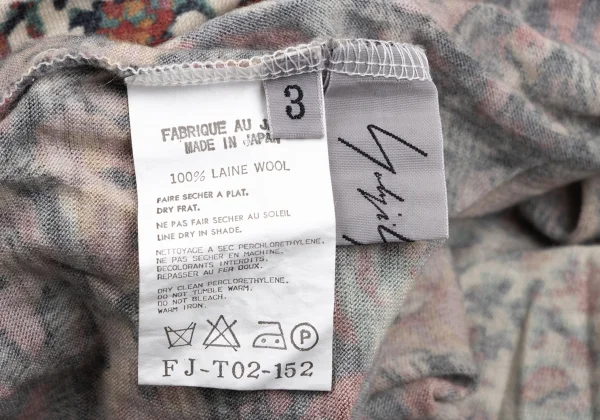 3
FABRIQUE AU J
MADE IN JAPAN
100% LAINE WOOL
FAIRE SECHER A PLAT.
DRY FRAT.
NE PAS FAIR SECHER AU SOLEIL
LINE DRY IN SHADE.
NETTOYAGE A SEC PERCHLORETHYLENE.
NE PAS SECHER EN MACHINE.
DECOLORANTS INTERDITS.
REPASSER AU FER DOUX.
DRY CLEAN PERCLORETHYLENE.
DO NOT TUMBLE WARM.
DO NOT BLEACH.
WARM IRON.
P
FJ-T02-152